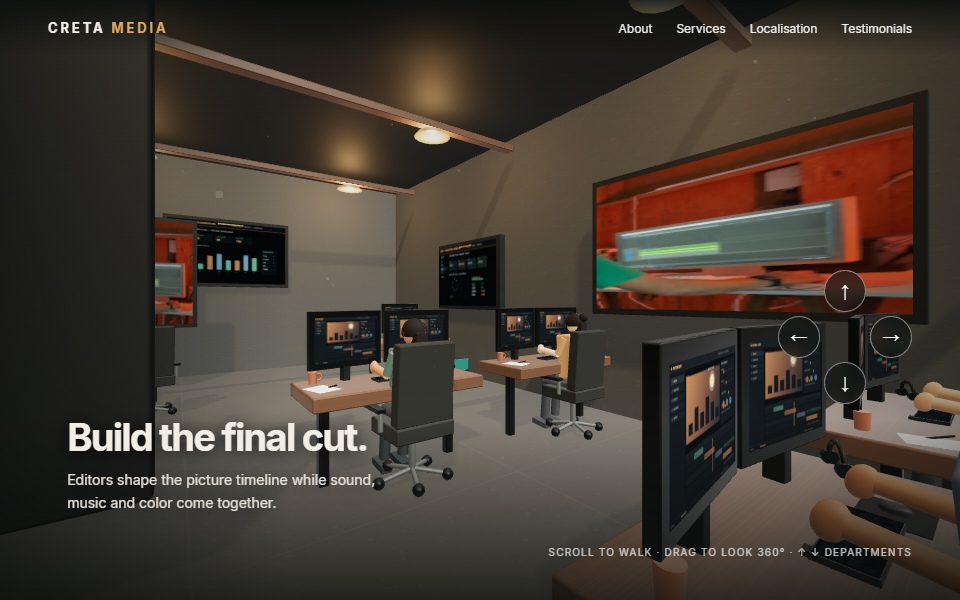 CRETA MEDIA
About
Services
Localisation
Testimonials
↑
← →
↓
Build the final cut.
Editors shape the picture timeline while sound,
music and color come together.
SCROLL TO WALK · DRAG TO LOOK 360° · ↑ ↓ DEPARTMENTS